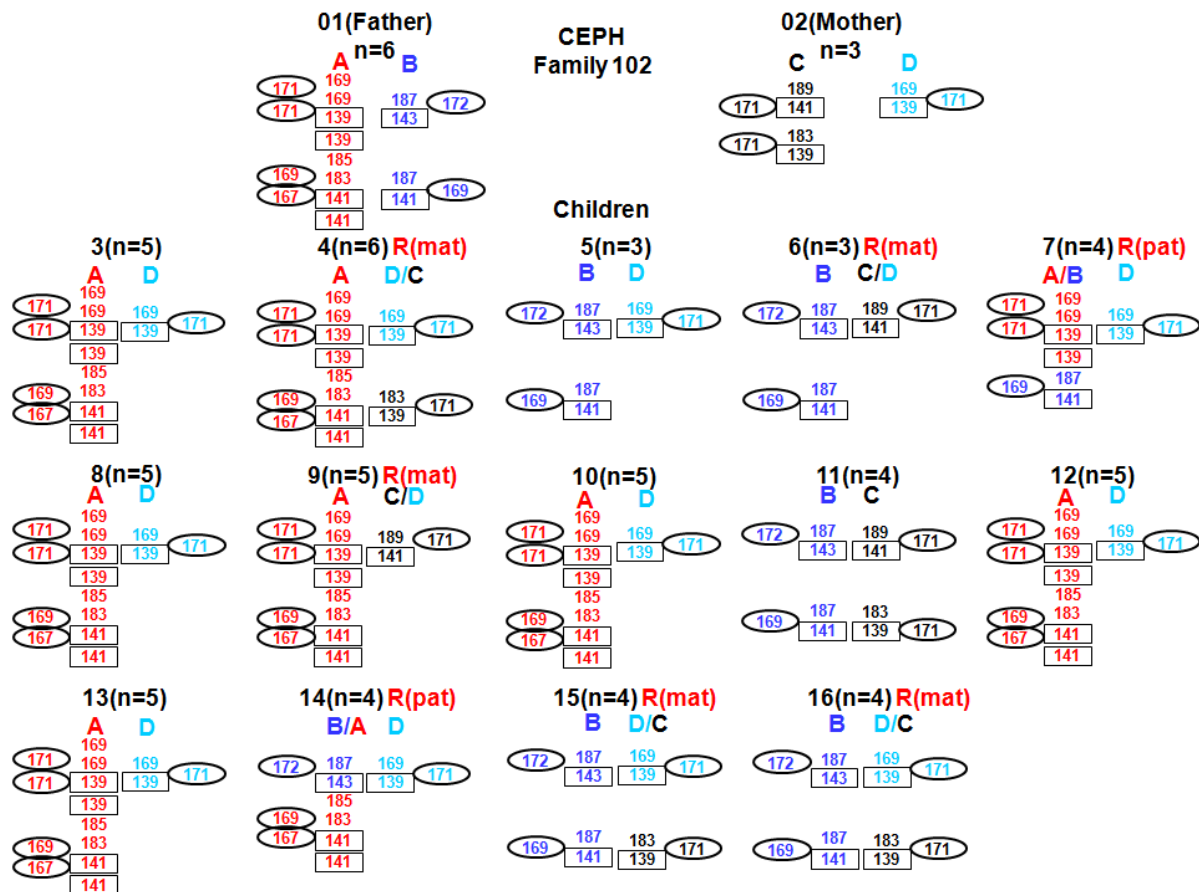 01(Father)
n=6
A B
169
171
169 187 172
171
139 143
139
185
169 183 187
167 141 141 169
141
CEPH
Family 102
02(Mother)
n=3
C D
189 169
171 141 139 171
183
171 139
Children
3(n=5)
A D
169
171 169 169
171 139 139 171
139
185
169 183
167 141
141
4(n=6) R(mat)
A D/C
169
171 169 169
171 139 139 171
139
185
169 183 183
167 141 139 171
141
5(n=3)
B D
172 187 169
143 139 171
187
169 141
6(n=3) R(mat)
B C/D
172 187 189 171
143 141
187
169 141
7(n=4) R(pat)
A/B D
171 169
169 169
171 139 139 171
139
169 187
141
8(n=5)
A D
169
171 169 169
171 139 139 171
139
185
169 183
167 141
141
9(n=5) R(mat)
A C/D
169
171 169 189 171
171 139 141
139
185
169 183
167 141
141
10(n=5)
A D
169
171 169 169
171 139 139 171
139
185
169 183
167 141
141
11(n=4)
B C
172 187 189 171
143 141
187 183
169 141 139 171
12(n=5)
A D
169
171 169 169
171 139 139 171
139
185
169 183
167 141
141
13(n=5)
A D
169
171 169 169
171 139 139 171
139
185
169 183
167 141
141
14(n=4) R(pat)
B/A D
172 187 169 171
143 139
185
169 183
167 141
141
15(n=4) R(mat)
B D/C
172 187 169 171
143 139
187 183
169 141 139 171
16(n=4) R(mat)
B D/C
172 187 169 171
143 139
187 183
169 141 139 171